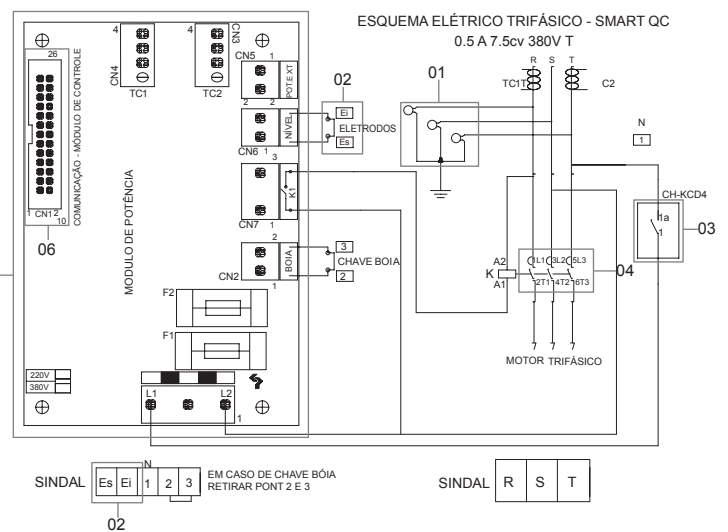 ESQUEMA ELÉTRICO TRIFÁSICO - SMART QC
0.5 A 7.5cv 380V T
26
COMUNICAÇÃO - MÓDULO DE CONTROLE
1 CN1 2
10
06
4
CN4
TC1
4
CN3
TC2
CN5 1
POT.EXT
2 2
NÍVEL
CN6 1
3
K1
CN7 1
2
BOIA
CN2
1
MODULO DE POTÊNCIA
F2
F1
220V
380V
L1
L2
1
02
Ei
ELETRODOS
Es
3
CHAVE BOIA
2
01
R S T
TC1T
C2
N
1
CH-KCD4
1a
1
03
A2
K
A1
1L1 3L2 5L3
2T1 4T2 6T3
04
MOTOR TRIFÁSICO
SINDAL
Es Ei 1 2 3
N
EM CASO DE CHAVE BÓIA
RETIRAR PONT 2 E 3
02
SINDAL
R S T